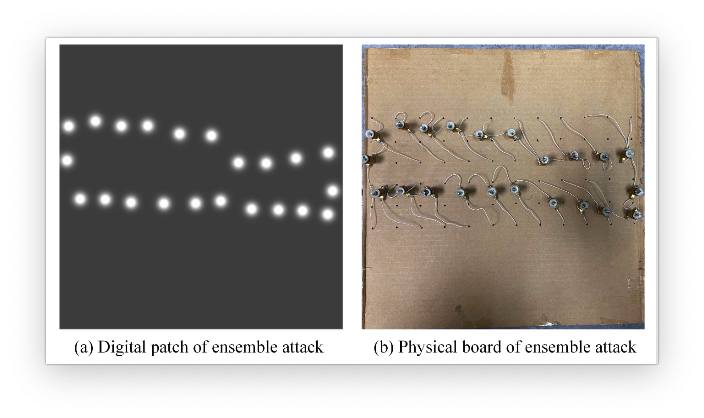 (a) Digital patch of ensemble attack
(b) Physical board of ensemble attack